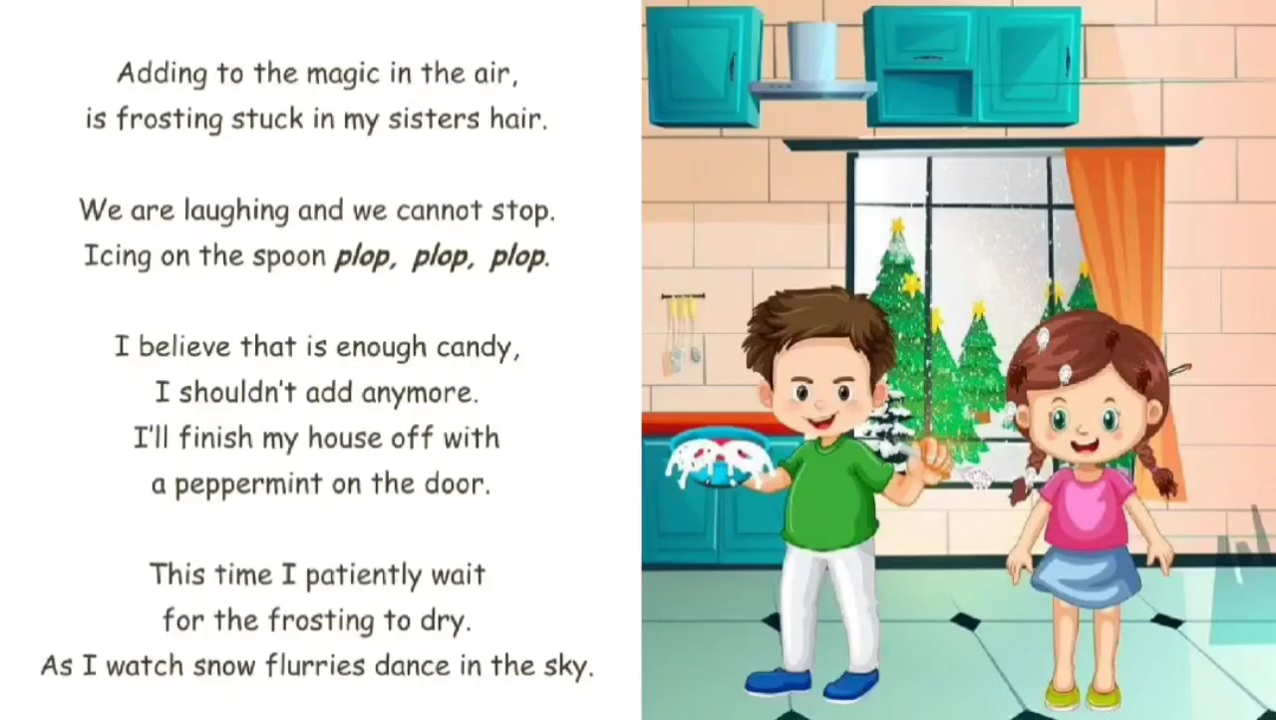 Adding to the magic in the air,
is frosting stuck in my sisters hair.
We are laughing and we cannot stop.
Icing on the spoon plop, plop, plop.
I believe that is enough candy,
I shouldn't add anymore.
I'll finish my house off with
a peppermint on the door.
This time I patiently wait
for the frosting to dry.
As I watch snow flurries dance in the sky.